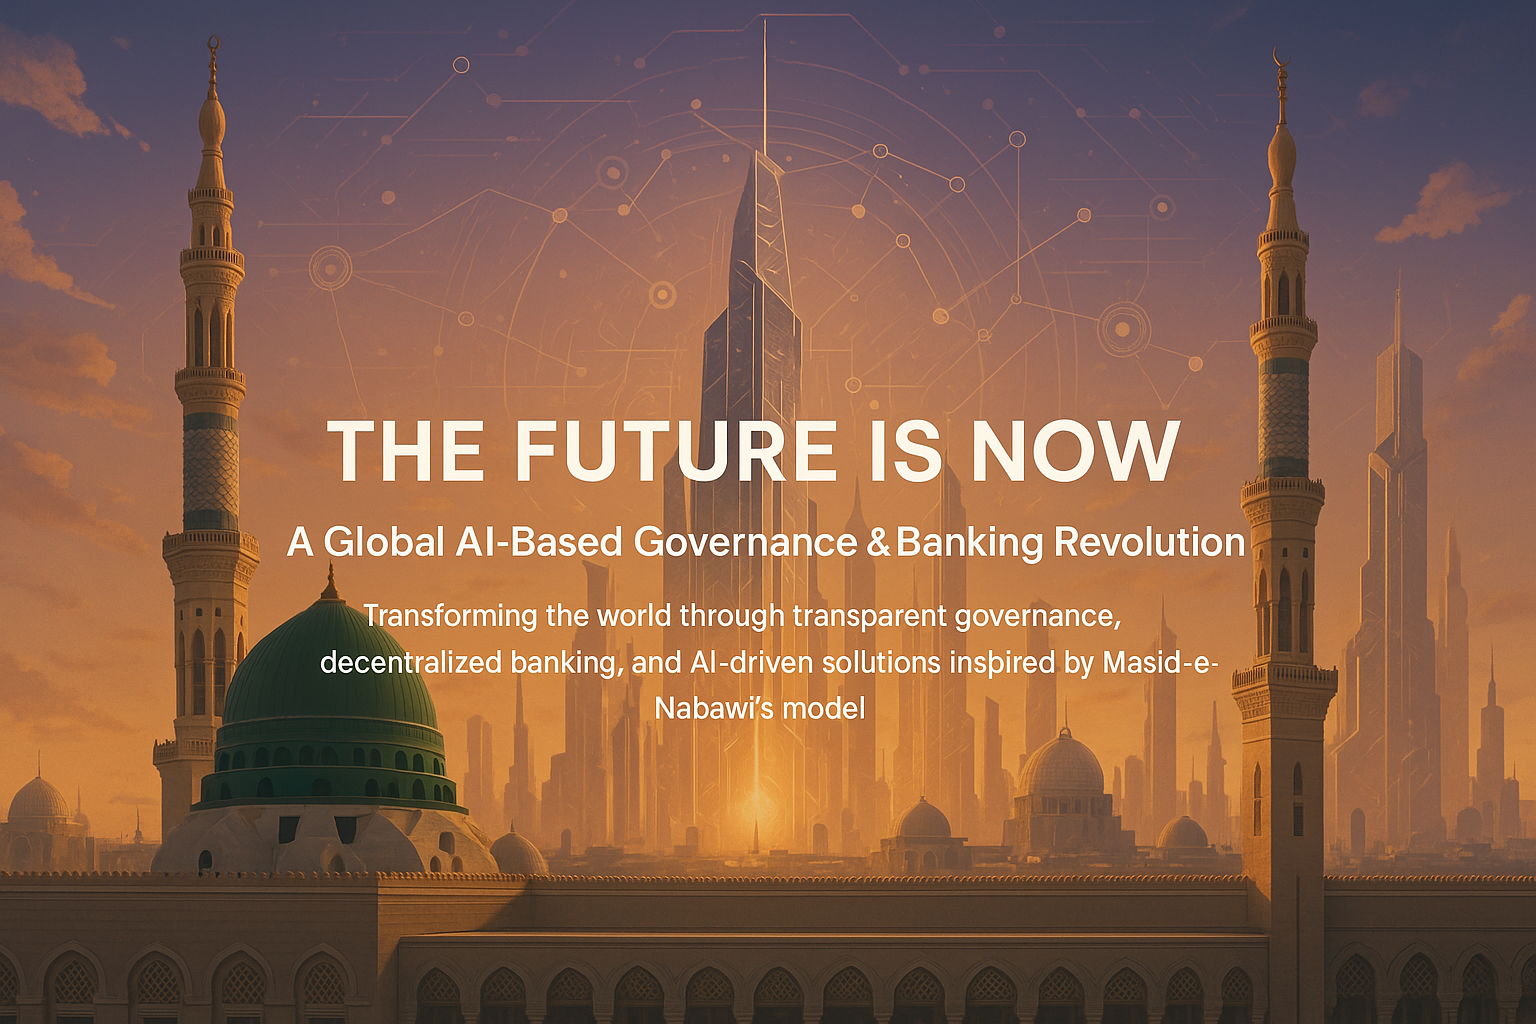 THE FUTURE IS NOW
A Global AI-Based Governance & Banking Revolution
Transforming the world through transparent governance,
decentralized banking, and AI-driven solutions inspired by Masid-e-
Nabawi's model